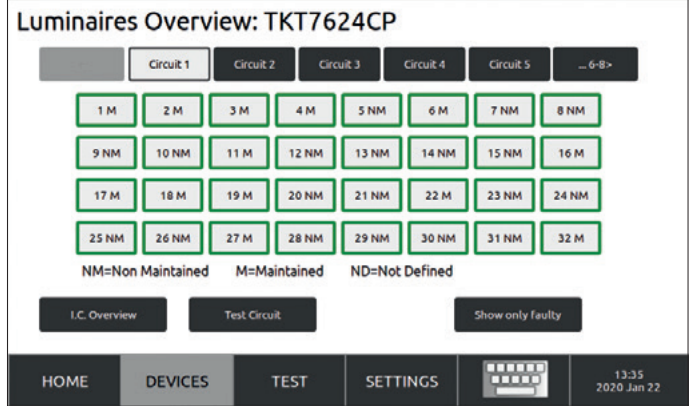 Luminaires Overview: TKT7624CP
Circuit 1 Circuit 2 Circuit 3 Circuit 4 Circuit 5 ... 6-8>
1 M 2 M 3 M 4 M 5 NM 6 M 7 NM 8 NM
9 NM 10 NM 11 M 12 NM 13 NM 14 NM 15 NM 16 M
17 M 18 M 19 M 20 NM 21 NM 22 M 23 NM 24 NM
25 NM 26 NM 27 M 28 NM 29 NM 30 NM 31 NM 32 M
NM=Non Maintained M=Maintained ND=Not Defined
I.C. Overview Test Circuit Show only faulty
HOME DEVICES TEST SETTINGS 13:35
2020 Jan 22